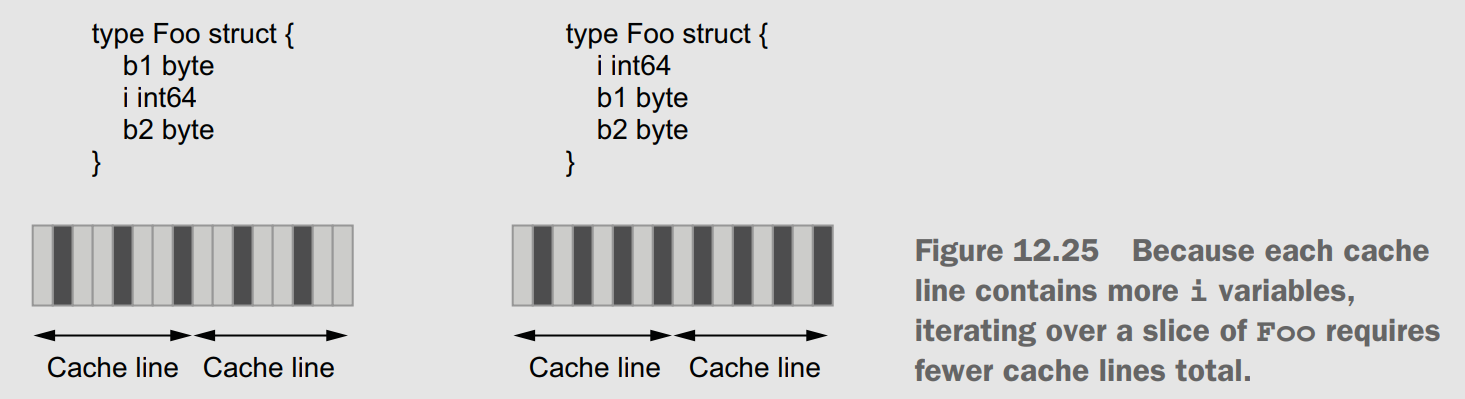 type Foo struct {
b1 byte
i int64
b2 byte
}
type Foo struct {
i int64
b1 byte
b2 byte
}
Cache line Cache line
Cache line Cache line
Figure 12.25 Because each cache
line contains more i variables,
iterating over a slice of Foo requires
fewer cache lines total.